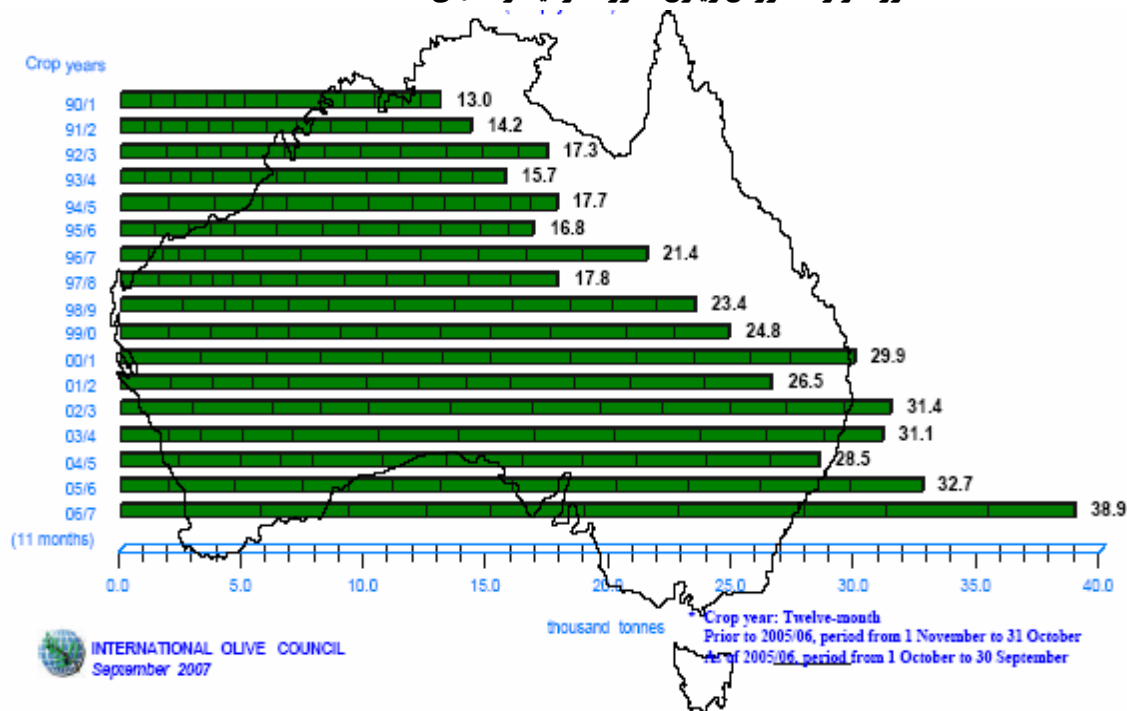 Crop years
90/1 13.0
91/2 14.2
92/3 17.3
93/4 15.7
94/5 17.7
95/6 16.8
96/7 21.4
97/8 17.8
98/9 23.4
99/0 24.8
00/1 29.9
01/2 26.5
02/3 31.4
03/4 31.1
04/5 28.5
05/6 32.7
06/7 38.9
(11 months)
0.0 5.0 10.0 15.0 20.0 25.0 30.0 35.0 40.0
thousand tonnes
* Crop year: Twelve-month
Prior to 2005/06, period from 1 November to 31 October
As of 2005/06, period from 1 October to 30 September
INTERNATIONAL OLIVE COUNCIL
September 2007